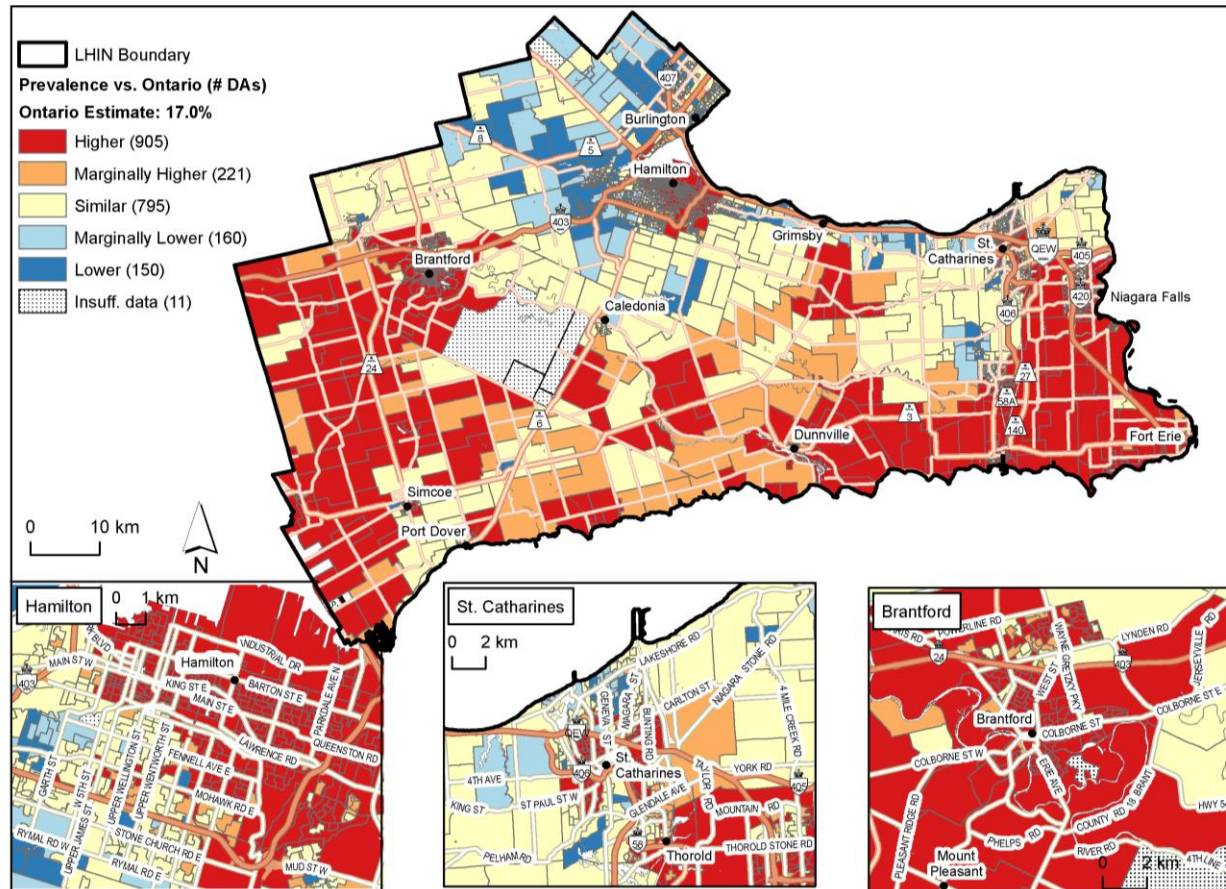 LHIN Boundary
Prevalence vs. Ontario (# DAs)
Ontario Estimate: 17.0%
Higher (905)
Marginally Higher (221)
Similar (795)
Marginally Lower (160)
Lower (150)
Insuff. data (11)
407
Burlington
8
5
Hamilton
403
Brantford
Grimsby
St. Catharines
QEW
405
420
Niagara Falls
406
Caledonia
24
27
58A
140
3
6
Dunnville
Fort Erie
Simcoe
Port Dover
0 10 km
N
Hamilton
0 1 km
BLVD
MAIN ST W
403
Hamilton
INDUSTRIAL DR
BARTON ST E
KING ST E
MAIN ST E
PARKDALE AVE N
QUEENSTON RD
LAWRENCE RD
FENNELL AVE E
MOHAWK RD E
GARTH ST
W 5TH ST
UPPER JAMES ST
UPPER WELLINGTON ST
UPPER WENTWORTH ST
STONE CHURCH RD E
RYMAL RD W
RYMAL RD E
MUD ST W
St. Catharines
0 2 km
LAKESHORE RD
NIAGARA STONE RD
4 MILE CREEK RD
CARLTON ST
GENEVA ST
NIAGARA ST
BUNTING RD
QEW
406
St. Catharines
4TH AVE
KING ST
ST PAUL ST W
GLENDALE AVE
TAYLOR RD
YORK RD
405
MOUNTAIN RD
58
Thorold
THOROLD STONE RD
PELHAM RD
Brantford
POWERLINE RD
24
WAYNE GRETZKY PKY
WEST ST
LYNDEN RD
403
JERSEYVILLE RD
Brantford
COLBORNE ST
COLBORNE ST E
COLBORNE ST W
ERIE AVE
PLEASANT RIDGE RD
PHELPS RD
COUNTY RD 18 BRANT
HWY 54
RIVER RD
4TH LINE
Mount Pleasant
0 2 km